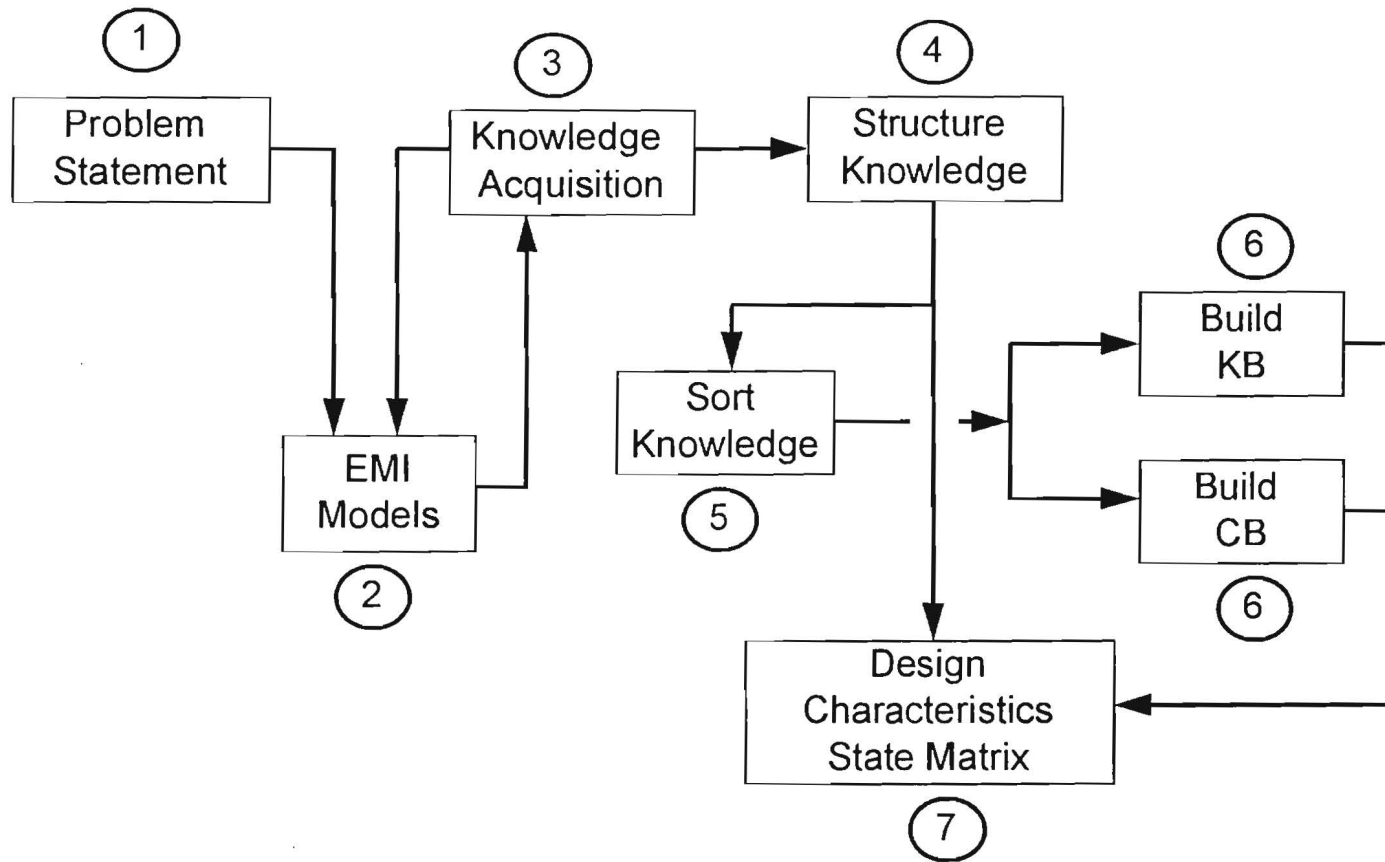 1
Problem
Statement
2
EMI
Models
3
Knowledge
Acquisition
4
Structure
Knowledge
5
Sort
Knowledge
6
Build
KB
Build
CB
6
Design
Characteristics
State Matrix
7